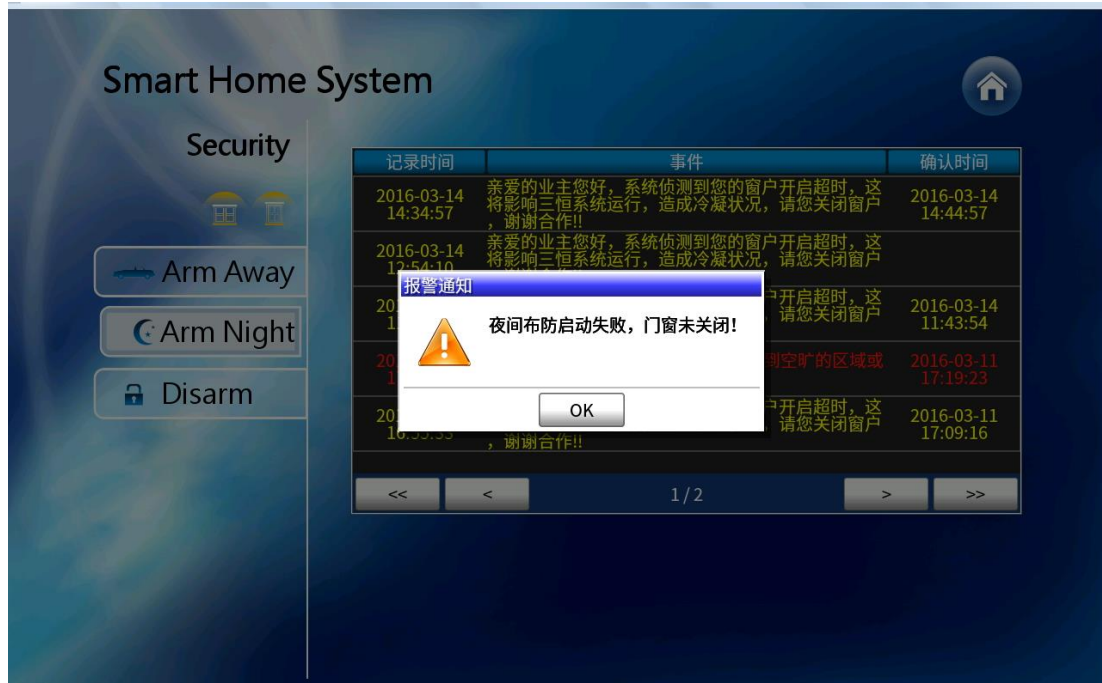 Smart Home System
Security
Arm Away
Arm Night
Disarm
记录时间 事件 确认时间
2016-03-14
14:34:57
亲爱的业主您好，系统侦测到您的窗户开启超时，这
将影响三恒系统运行，造成冷凝状况，请您关闭窗户
，谢谢合作!!
2016-03-14
14:44:57
2016-03-14
12:54:10
亲爱的业主您好，系统侦测到您的窗户开启超时，这
将影响三恒系统运行，造成冷凝状况，请您关闭窗户
户开启超时，这
请您关闭窗户
2016-03-14
11:43:54
到空旷的区域或
2016-03-11
17:19:23
户开启超时，这
请您关闭窗户
，谢谢合作!!
2016-03-11
17:09:16
报警通知
夜间布防启动失败，门窗未关闭！
OK
<< < 1/2 > >>